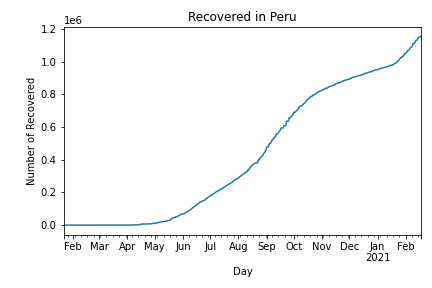 Recovered in Peru
1e6
1.2
1.0
0.8
0.6
0.4
0.2
0.0
Number of Recovered
Feb Mar Apr May Jun Jul Aug Sep Oct Nov Dec Jan Feb
2021
Day